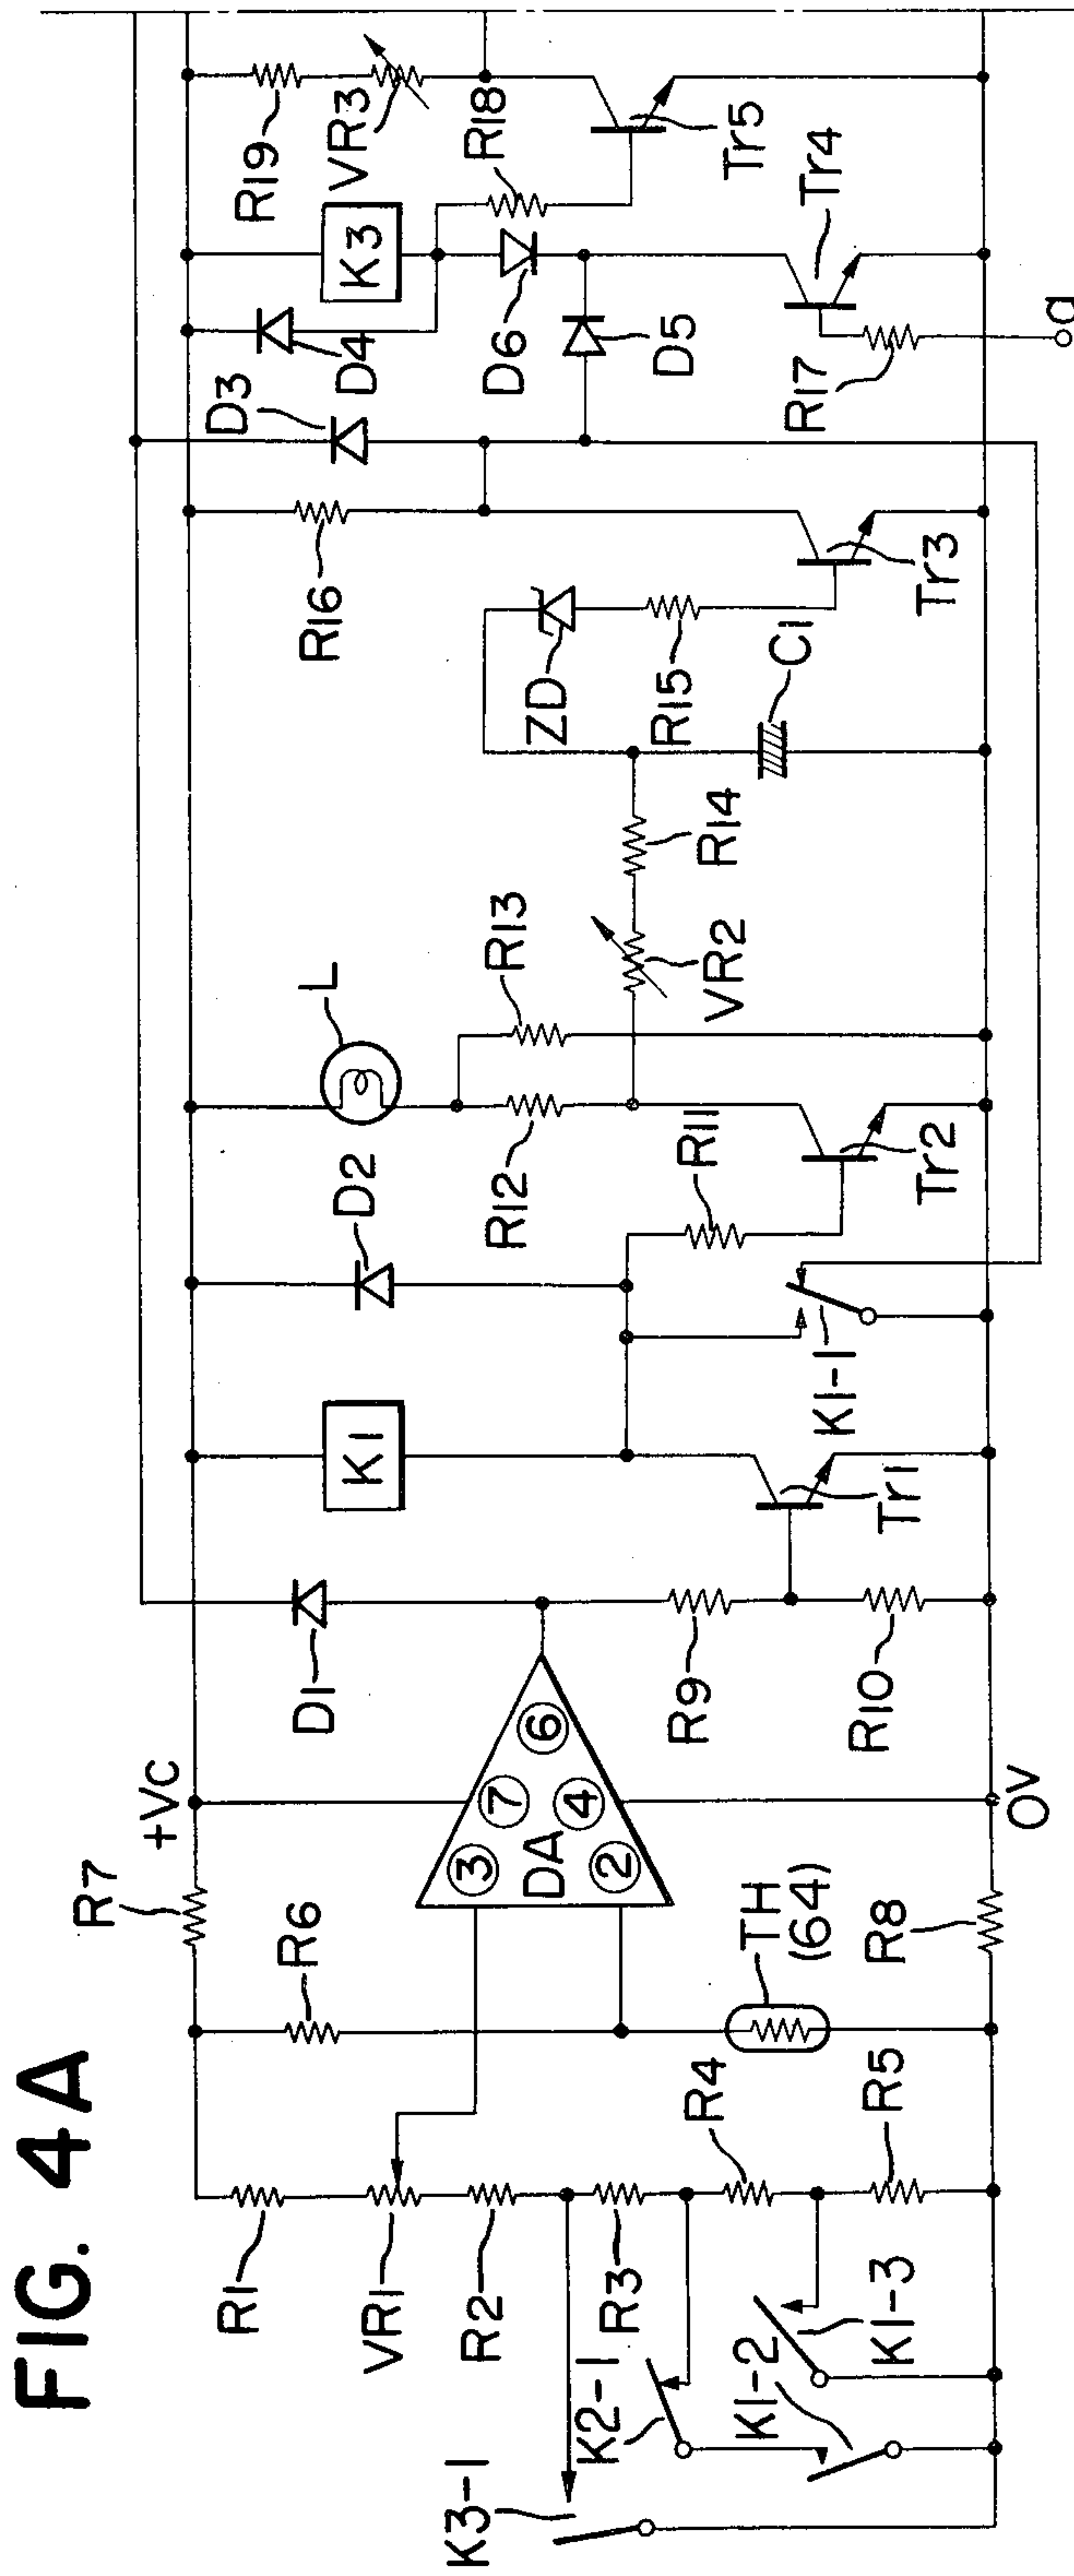 FIG. 4A
R1
VR1
R2
R3
R4
R5
K3-1
K2-1
K1-2
K1-3
R6
R7
TH
(64)
R8
+Vc
0V
DA
③
⑦
⑥
④
②
D1
R9
R10
K1
Tr1
K1-1
D2
R11
L
R12
R13
Tr2
VR2
R14
C1
ZD
R15
R16
Tr3
D3
D4
K3
D6
D5
R17
Tr4
a
R19
VR3
R18
Tr5